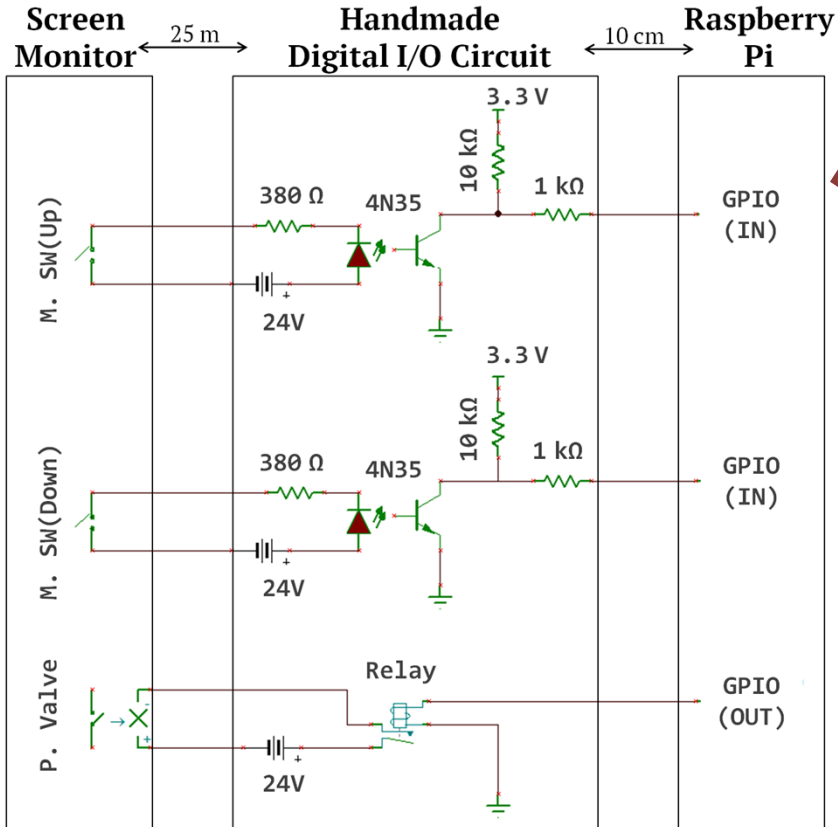 Screen
Monitor
25 m
Handmade
Digital I/O Circuit
10 cm
Raspberry
Pi
M. SW(Up)
380 Ω
4N35
3.3 V
10 kΩ
1 kΩ
24V
+
GPIO
(IN)
M. SW(Down)
380 Ω
4N35
3.3 V
10 kΩ
1 kΩ
24V
+
GPIO
(IN)
P. Valve
-
+
24V
+
Relay
GPIO
(OUT)